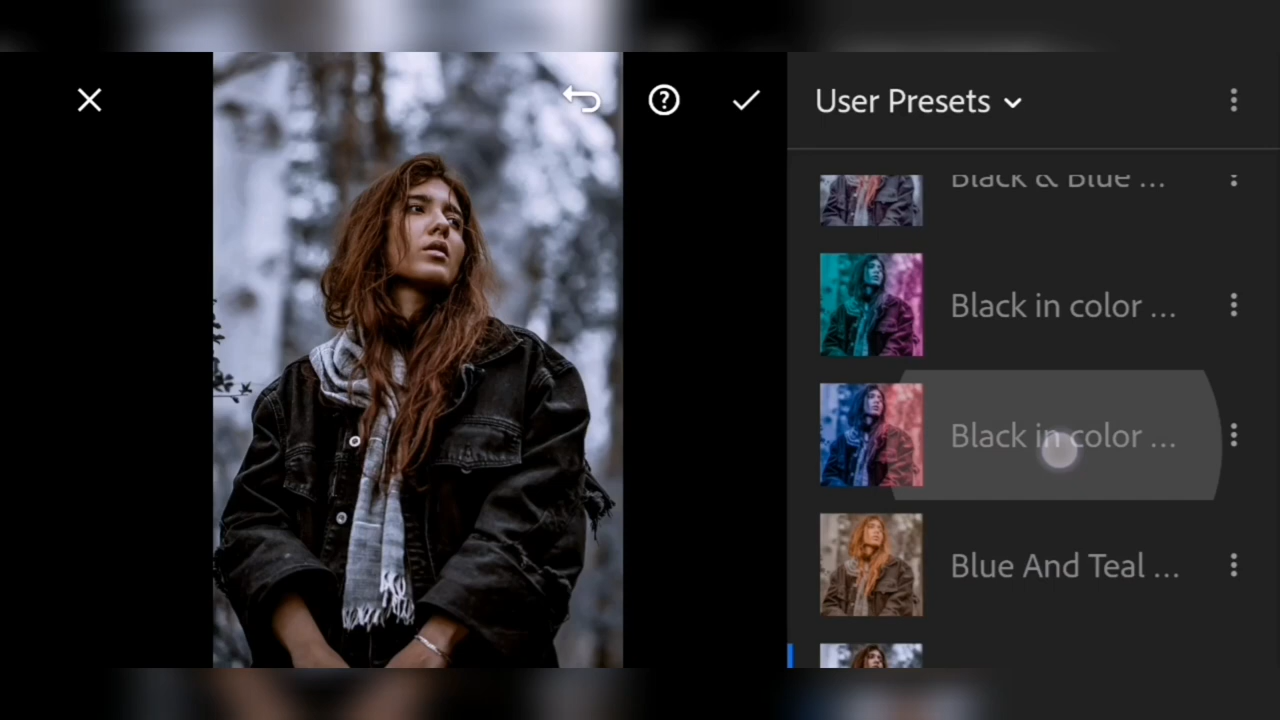 User Presets
Black & Blue ...
Black in color ...
Black in color ...
Blue And Teal ...